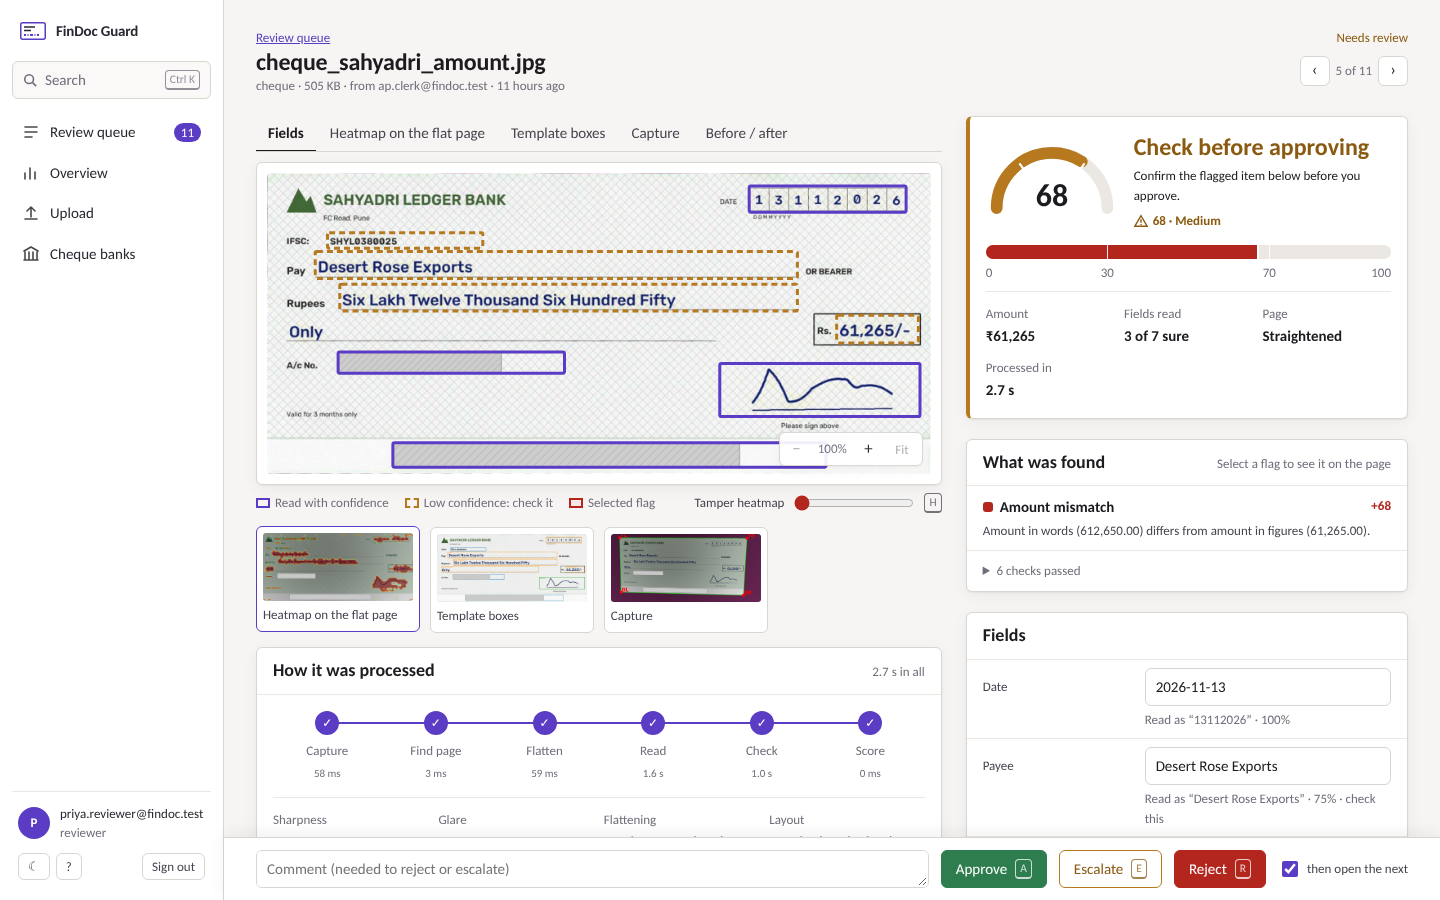 FinDoc Guard
Search Ctrl K
Review queue 11
Overview
Upload
Cheque banks
priya.reviewer@findoc.test
reviewer
P
? Sign out
Review queue
cheque_sahyadri_amount.jpg
cheque · 505 KB · from ap.clerk@findoc.test · 11 hours ago
Needs review
‹ 5 of 11 ›
Fields Heatmap on the flat page Template boxes Capture Before / after
SAHYADRI LEDGER BANK
FC Road, Pune
DATE 1 3 1 1 2 0 2 6
DDMMYYYY
IFSC: SHYL0380025
Pay Desert Rose Exports OR BEARER
Rupees Six Lakh Twelve Thousand Six Hundred Fifty
Only
Rs. 61,265/-
A/c No.
Valid for 3 months only
Please sign above
− 100% + Fit
Read with confidence Low confidence: check it Selected flag Tamper heatmap H
Heatmap on the flat page
Template boxes
Capture
How it was processed 2.7 s in all
✓ ✓ ✓ ✓ ✓ ✓
Capture Find page Flatten Read Check Score
58 ms 3 ms 59 ms 1.6 s 1.0 s 0 ms
Sharpness Glare Flattening Layout
68
Check before approving
Confirm the flagged item below before you
approve.
68 · Medium
0 30 70 100
Amount Fields read Page
₹61,265 3 of 7 sure Straightened
Processed in
2.7 s
What was found Select a flag to see it on the page
Amount mismatch +68
Amount in words (612,650.00) differs from amount in figures (61,265.00).
6 checks passed
Fields
Date 2026-11-13
Read as “13112026” · 100%
Payee Desert Rose Exports
Read as “Desert Rose Exports” · 75% · check
this
Comment (needed to reject or escalate)
Approve A Escalate E Reject R then open the next